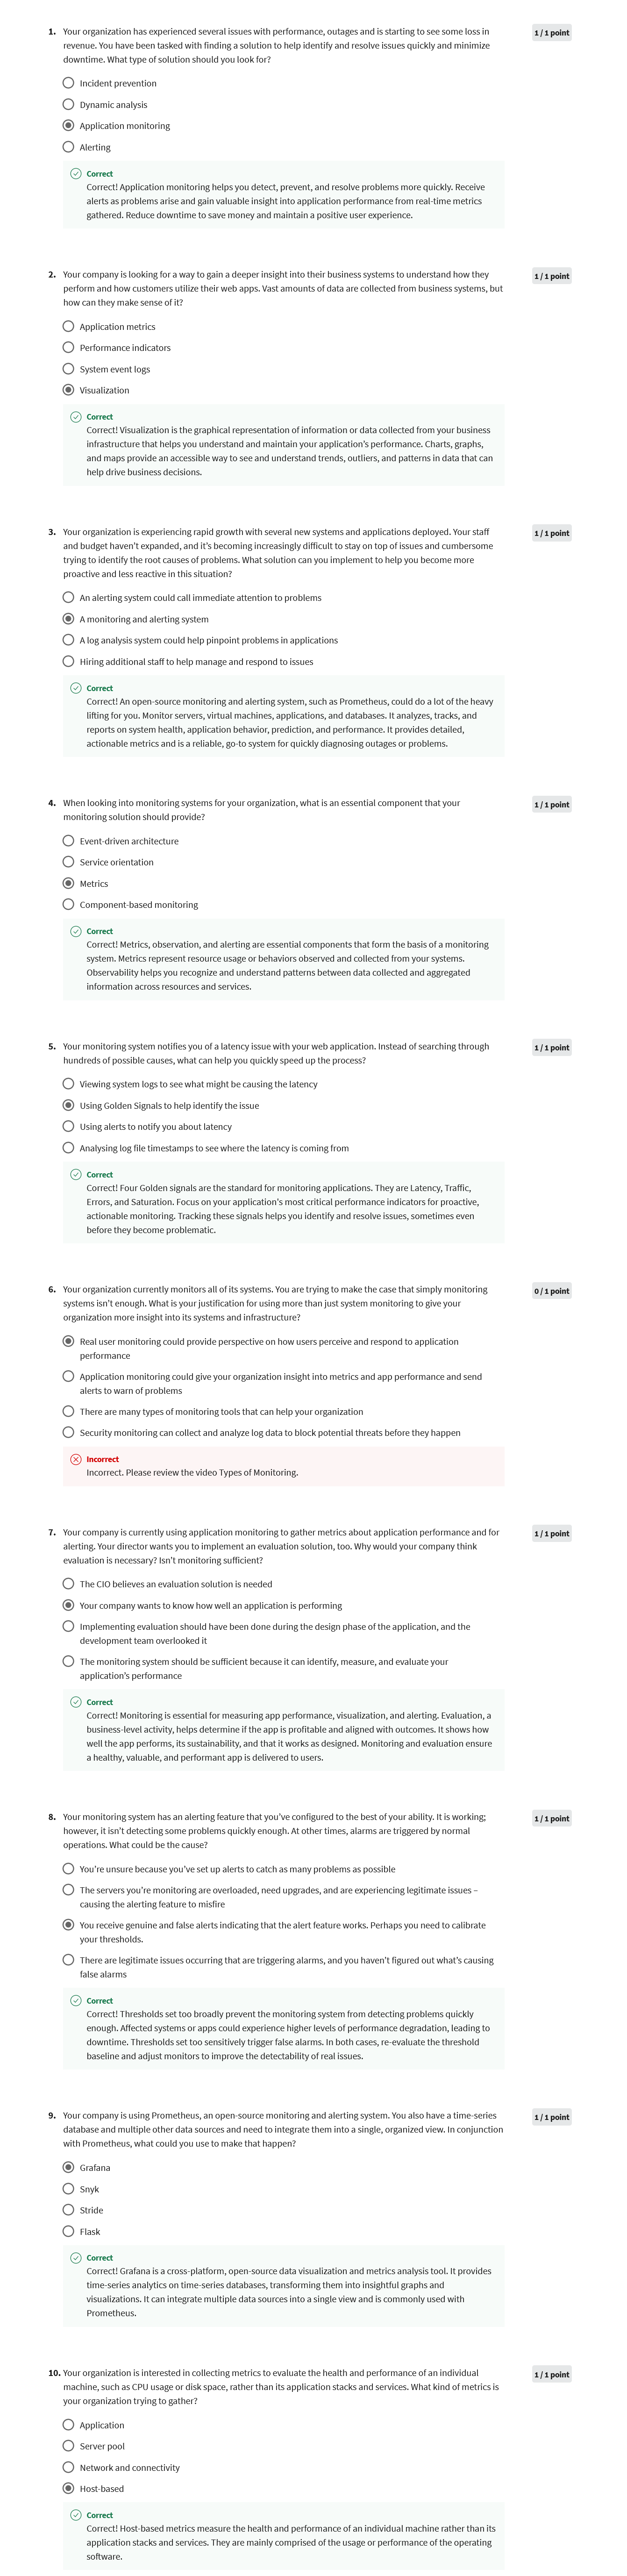 1. Your organization has experienced several issues with performance, outages and is starting to see some loss in
1 / 1 point
revenue. You have been tasked with finding a solution to help identify and resolve issues quickly and minimize
downtime. What type of solution should you look for?
Incident prevention
Dynamic analysis
Application monitoring
Alerting
Correct
Correct! Application monitoring helps you detect, prevent, and resolve problems more quickly. Receive
alerts as problems arise and gain valuable insight into application performance from real-time metrics
gathered. Reduce downtime to save money and maintain a positive user experience.
2. Your company is looking for a way to gain a deeper insight into their business systems to understand how they
1 / 1 point
perform and how customers utilize their web apps. Vast amounts of data are collected from business systems, but
how can they make sense of it?
Application metrics
Performance indicators
System event logs
Visualization
Correct
Correct! Visualization is the graphical representation of information or data collected from your business
infrastructure that helps you understand and maintain your application's performance. Charts, graphs,
and maps provide an accessible way to see and understand trends, outliers, and patterns in data that can
help drive business decisions.
3. Your organization is experiencing rapid growth with several new systems and applications deployed. Your staff
1 / 1 point
and budget haven't expanded, and it's becoming increasingly difficult to stay on top of issues and cumbersome
trying to identify the root causes of problems. What solution can you implement to help you become more
proactive and less reactive in this situation?
An alerting system could call immediate attention to problems
A monitoring and alerting system
A log analysis system could help pinpoint problems in applications
Hiring additional staff to help manage and respond to issues
Correct
Correct! An open-source monitoring and alerting system, such as Prometheus, could do a lot of the heavy
lifting for you. Monitor servers, virtual machines, applications, and databases. It analyzes, tracks, and
reports on system health, application behavior, prediction, and performance. It provides detailed,
actionable metrics and is a reliable, go-to system for quickly diagnosing outages or problems.
4. When looking into monitoring systems for your organization, what is an essential component that your
1 / 1 point
monitoring solution should provide?
Event-driven architecture
Service orientation
Metrics
Component-based monitoring
Correct
Correct! Metrics, observation, and alerting are essential components that form the basis of a monitoring
system. Metrics represent resource usage or behaviors observed and collected from your systems.
Observability helps you recognize and understand patterns between data collected and aggregated
information across resources and services.
5. Your monitoring system notifies you of a latency issue with your web application. Instead of searching through
1 / 1 point
hundreds of possible causes, what can help you quickly speed up the process?
Viewing system logs to see what might be causing the latency
Using Golden Signals to help identify the issue
Using alerts to notify you about latency
Analysing log file timestamps to see where the latency is coming from
Correct
Correct! Four Golden signals are the standard for monitoring applications. They are Latency, Traffic,
Errors, and Saturation. Focus on your application's most critical performance indicators for proactive,
actionable monitoring. Tracking these signals helps you identify and resolve issues, sometimes even
before they become problematic.
6. Your organization currently monitors all of its systems. You are trying to make the case that simply monitoring
0 / 1 point
systems isn't enough. What is your justification for using more than just system monitoring to give your
organization more insight into its systems and infrastructure?
Real user monitoring could provide perspective on how users perceive and respond to application
performance
Application monitoring could give your organization insight into metrics and app performance and send
alerts to warn of problems
There are many types of monitoring tools that can help your organization
Security monitoring can collect and analyze log data to block potential threats before they happen
Incorrect
Incorrect. Please review the video Types of Monitoring.
7. Your company is currently using application monitoring to gather metrics about application performance and for
1 / 1 point
alerting. Your director wants you to implement an evaluation solution, too. Why would your company think
evaluation is necessary? Isn't monitoring sufficient?
The CIO believes an evaluation solution is needed
Your company wants to know how well an application is performing
Implementing evaluation should have been done during the design phase of the application, and the
development team overlooked it
The monitoring system should be sufficient because it can identify, measure, and evaluate your
application's performance
Correct
Correct! Monitoring is essential for measuring app performance, visualization, and alerting. Evaluation, a
business-level activity, helps determine if the app is profitable and aligned with outcomes. It shows how
well the app performs, its sustainability, and that it works as designed. Monitoring and evaluation ensure
a healthy, valuable, and performant app is delivered to users.
8. Your monitoring system has an alerting feature that you've configured to the best of your ability. It is working;
1 / 1 point
however, it isn't detecting some problems quickly enough. At other times, alarms are triggered by normal
operations. What could be the cause?
You're unsure because you've set up alerts to catch as many problems as possible
The servers you're monitoring are overloaded, need upgrades, and are experiencing legitimate issues –
causing the alerting feature to misfire
You receive genuine and false alerts indicating that the alert feature works. Perhaps you need to calibrate
your thresholds.
There are legitimate issues occurring that are triggering alarms, and you haven't figured out what's causing
false alarms
Correct
Correct! Thresholds set too broadly prevent the monitoring system from detecting problems quickly
enough. Affected systems or apps could experience higher levels of performance degradation, leading to
downtime. Thresholds set too sensitively trigger false alarms. In both cases, re-evaluate the threshold
baseline and adjust monitors to improve the detectability of real issues.
9. Your company is using Prometheus, an open-source monitoring and alerting system. You also have a time-series
1 / 1 point
database and multiple other data sources and need to integrate them into a single, organized view. In conjunction
with Prometheus, what could you use to make that happen?
Grafana
Snyk
Stride
Flask
Correct
Correct! Grafana is a cross-platform, open-source data visualization and metrics analysis tool. It provides
time-series analytics on time-series databases, transforming them into insightful graphs and
visualizations. It can integrate multiple data sources into a single view and is commonly used with
Prometheus.
10. Your organization is interested in collecting metrics to evaluate the health and performance of an individual
1 / 1 point
machine, such as CPU usage or disk space, rather than its application stacks and services. What kind of metrics is
your organization trying to gather?
Application
Server pool
Network and connectivity
Host-based
Correct
Correct! Host-based metrics measure the health and performance of an individual machine rather than its
application stacks and services. They are mainly comprised of the usage or performance of the operating
software.